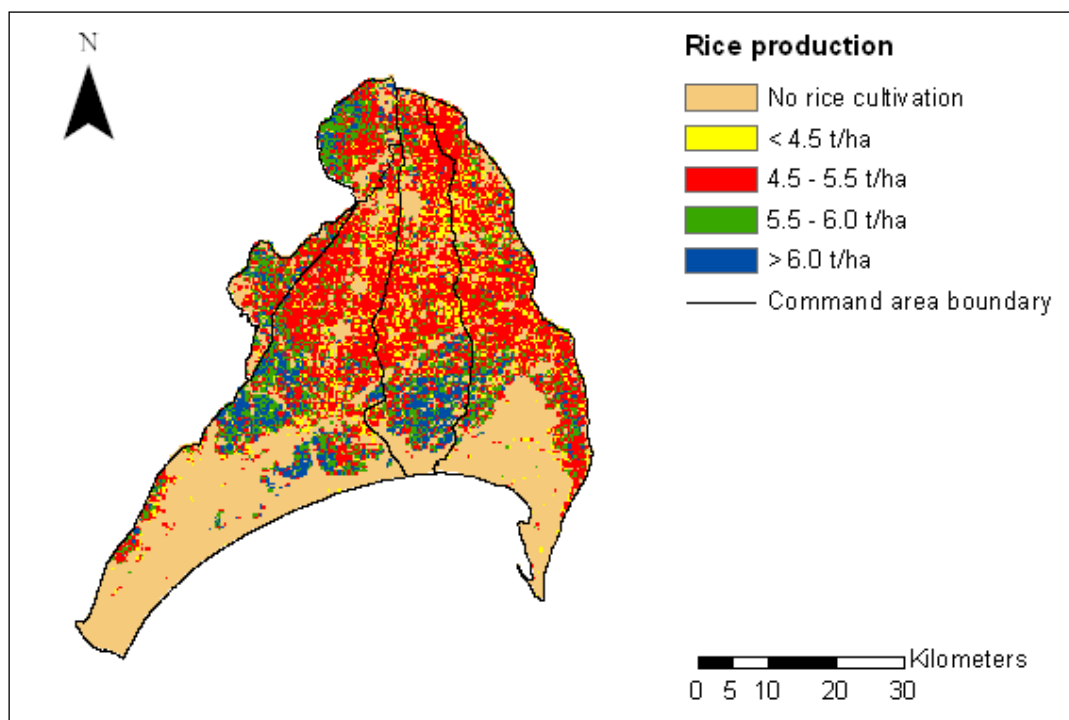 N
Rice production
No rice cultivation
< 4.5 t/ha
4.5 - 5.5 t/ha
5.5 - 6.0 t/ha
> 6.0 t/ha
Command area boundary
Kilometers
0 5 10 20 30